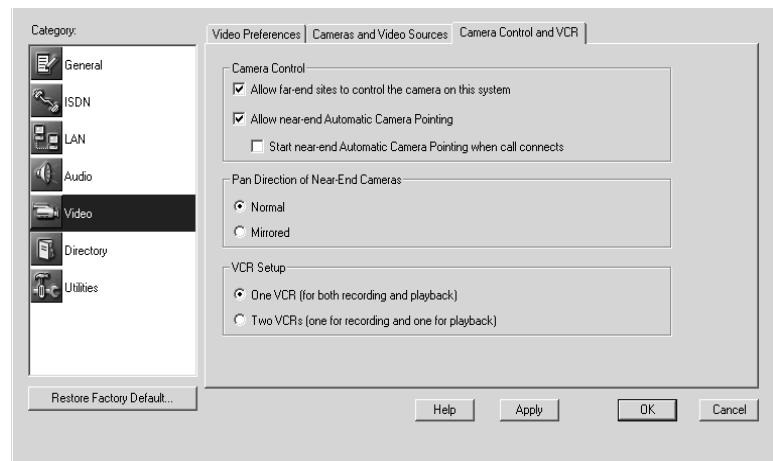 Category:
General
ISDN
LAN
Audio
Video
Directory
Utilities
Restore Factory Default...
Video Preferences
Cameras and Video Sources
Camera Control and VCR
Camera Control
Allow far-end sites to control the camera on this system
Allow near-end Automatic Camera Pointing
Start near-end Automatic Camera Pointing when call connects
Pan Direction of Near-End Cameras
Normal
Mirrored
VCR Setup
One VCR (for both recording and playback)
Two VCRs (one for recording and one for playback)
Help
Apply
OK
Cancel